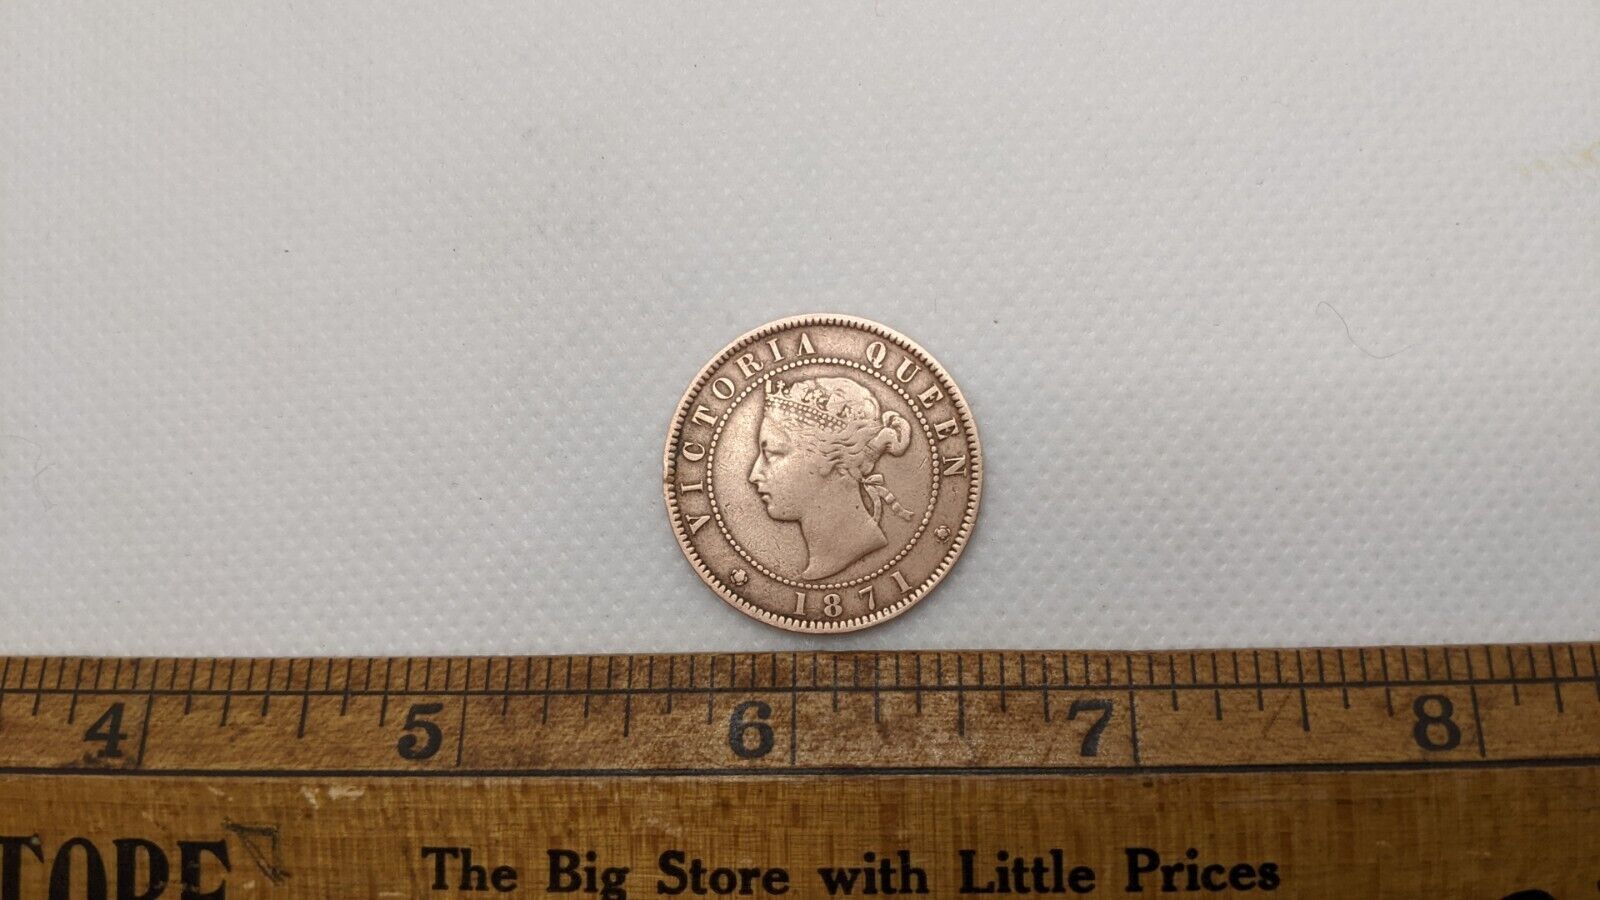 VICTORIA QUEEN
1871
4 5 6 7 8
The Big Store with Little Prices